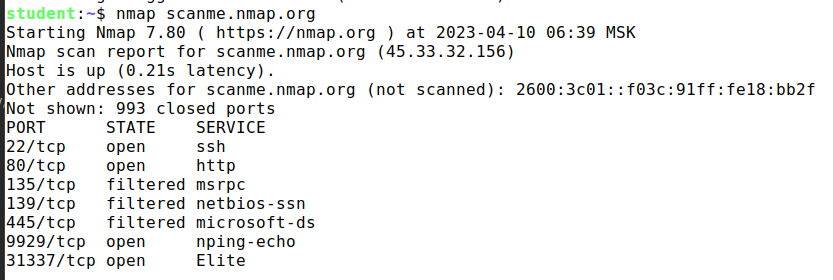 student:~$ nmap scanme.nmap.org
Starting Nmap 7.80 ( https://nmap.org ) at 2023-04-10 06:39 MSK
Nmap scan report for scanme.nmap.org (45.33.32.156)
Host is up (0.21s latency).
Other addresses for scanme.nmap.org (not scanned): 2600:3c01::f03c:91ff:fe18:bb2f
Not shown: 993 closed ports
PORT      STATE    SERVICE
22/tcp    open     ssh
80/tcp    open     http
135/tcp   filtered msrpc
139/tcp   filtered netbios-ssn
445/tcp   filtered microsoft-ds
9929/tcp  open     nping-echo
31337/tcp open     Elite